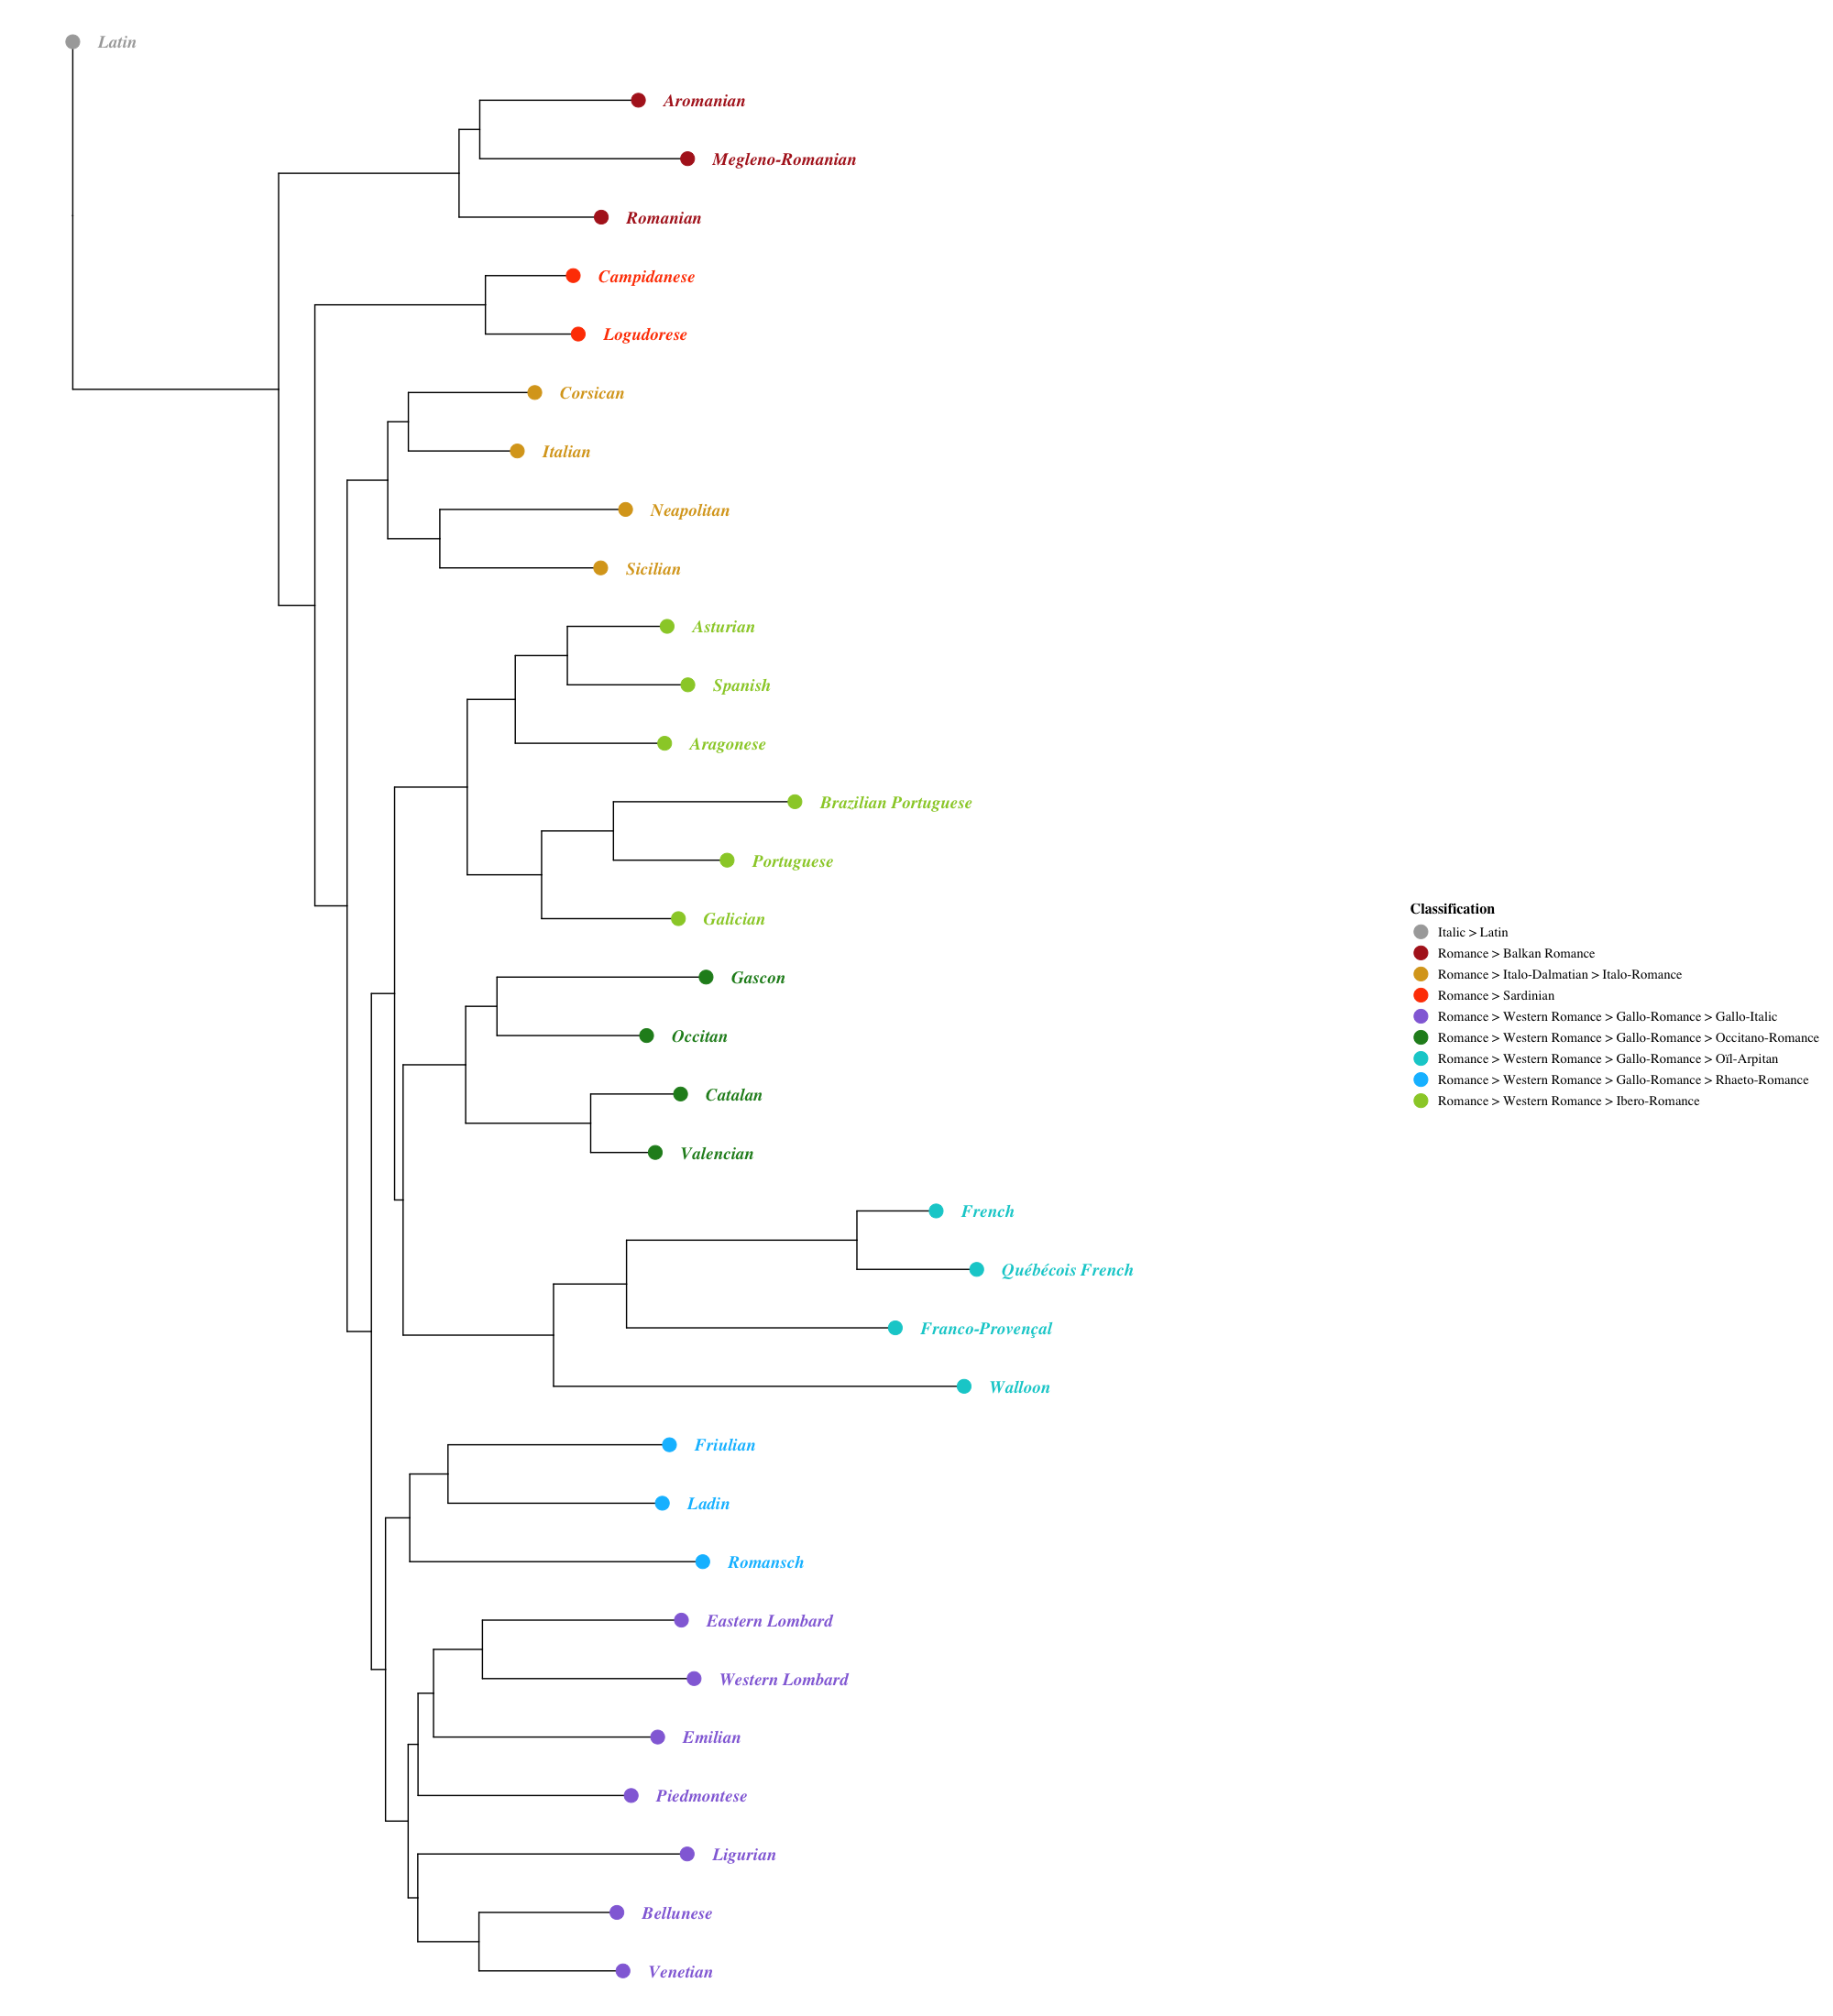 Latin
Aromanian
Megleno-Romanian
Romanian
Campidanese
Logudorese
Corsican
Italian
Neapolitan
Sicilian
Asturian
Spanish
Aragonese
Brazilian Portuguese
Portuguese
Galician
Gascon
Occitan
Catalan
Valencian
French
Québécois French
Franco-Provençal
Walloon
Friulian
Ladin
Romansch
Eastern Lombard
Western Lombard
Emilian
Piedmontese
Ligurian
Bellunese
Venetian
Classification
Italic > Latin
Romance > Balkan Romance
Romance > Italo-Dalmatian > Italo-Romance
Romance > Sardinian
Romance > Western Romance > Gallo-Romance > Gallo-Italic
Romance > Western Romance > Gallo-Romance > Occitano-Romance
Romance > Western Romance > Gallo-Romance > Oïl-Arpitan
Romance > Western Romance > Gallo-Romance > Rhaeto-Romance
Romance > Western Romance > Ibero-Romance